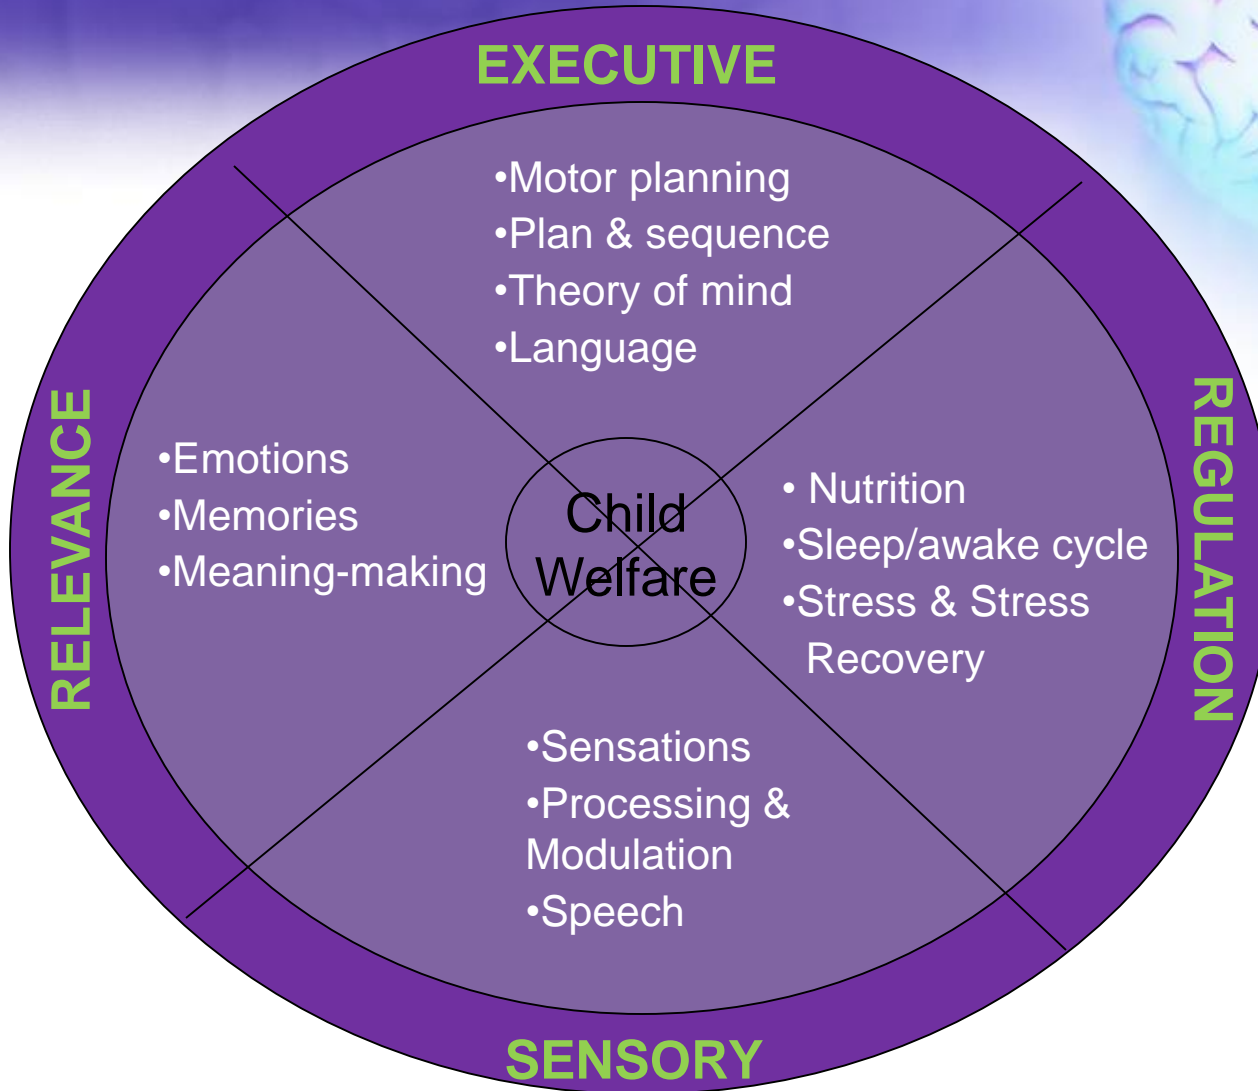 EXECUTIVE
•Motor planning
•Plan & sequence
•Theory of mind
•Language
RELEVANCE
•Emotions
•Memories
•Meaning-making
Child
Welfare
REGULATION
• Nutrition
•Sleep/awake cycle
•Stress & Stress
Recovery
•Sensations
•Processing &
Modulation
•Speech
SENSORY